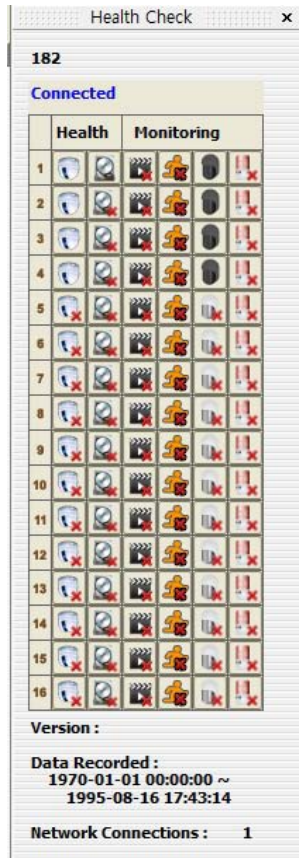 Health Check x
182
Connected
Health Monitoring
1
2
3
4
5
6
7
8
9
10
11
12
13
14
15
16
Version :
Data Recorded :
1970-01-01 00:00:00 ~
1995-08-16 17:43:14
Network Connections : 1